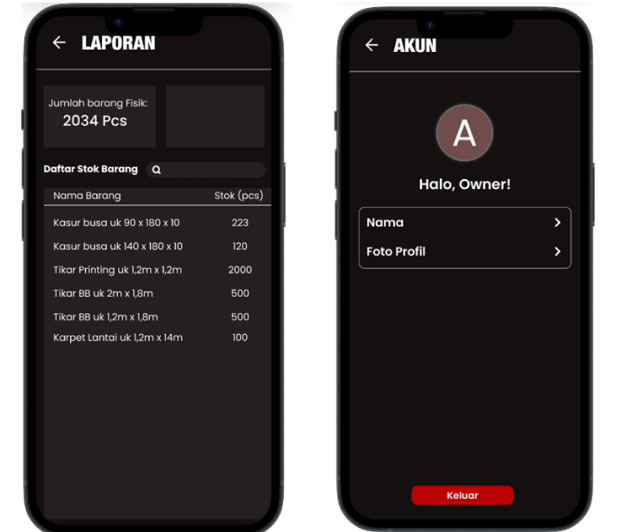 LAPORAN
Jumlah barang Fisik:
2034 Pcs
Daftar Stok Barang
Nama Barang Stok (pcs)
Kasur busa uk 90 x 180 x 10 223
Kasur busa uk 140 x 180 x 10 120
Tikar Printing uk 1,2m x 1,2m 2000
Tikar BB uk 2m x 1,8m 500
Tikar BB uk 1,2m x 1,8m 500
Karpet Lantai uk 1,2m x 14m 100
AKUN
A
Halo, Owner!
Nama
Foto Profil
Keluar